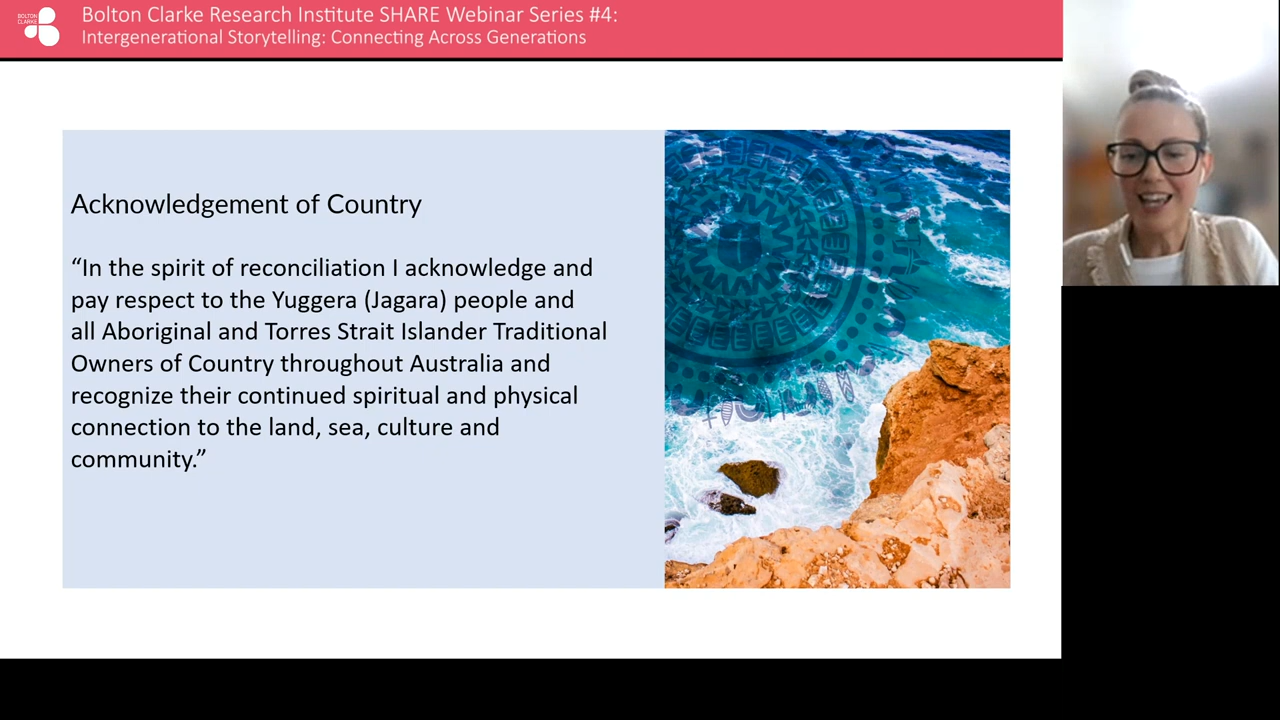 BOLTON
CLARKE
Bolton Clarke Research Institute SHARE Webinar Series #4:
Intergenerational Storytelling: Connecting Across Generations
Acknowledgement of Country
“In the spirit of reconciliation I acknowledge and
pay respect to the Yuggera (Jagara) people and
all Aboriginal and Torres Strait Islander Traditional
Owners of Country throughout Australia and
recognize their continued spiritual and physical
connection to the land, sea, culture and
community.”